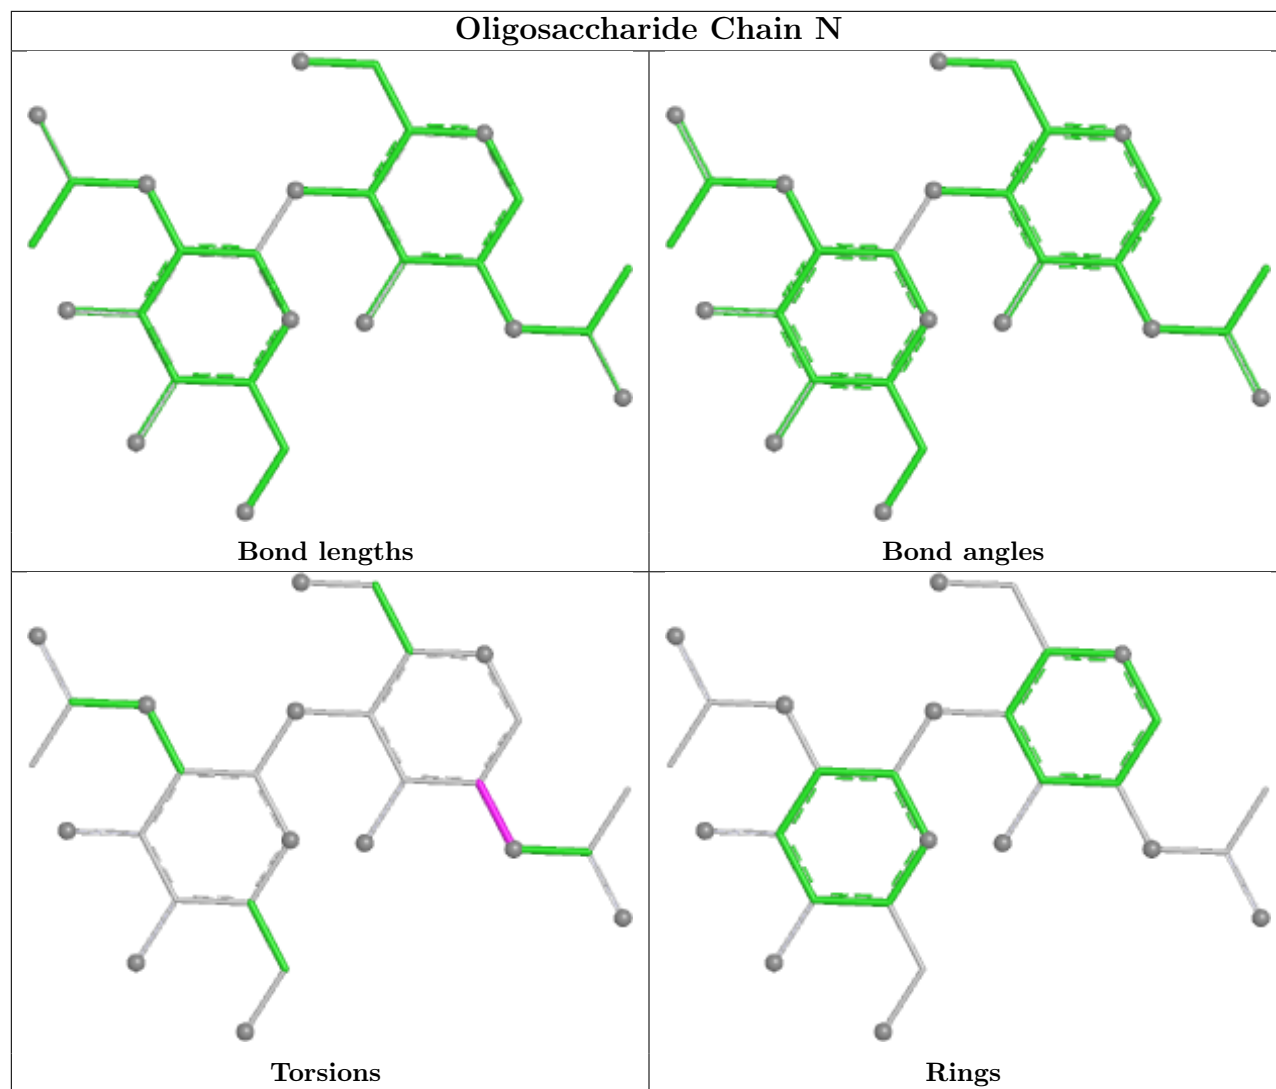 Oligosaccharide Chain N
Bond lengths
Bond angles
Torsions
Rings